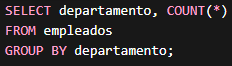 SELECT departamento, COUNT(*)
FROM empleados
GROUP BY departamento;